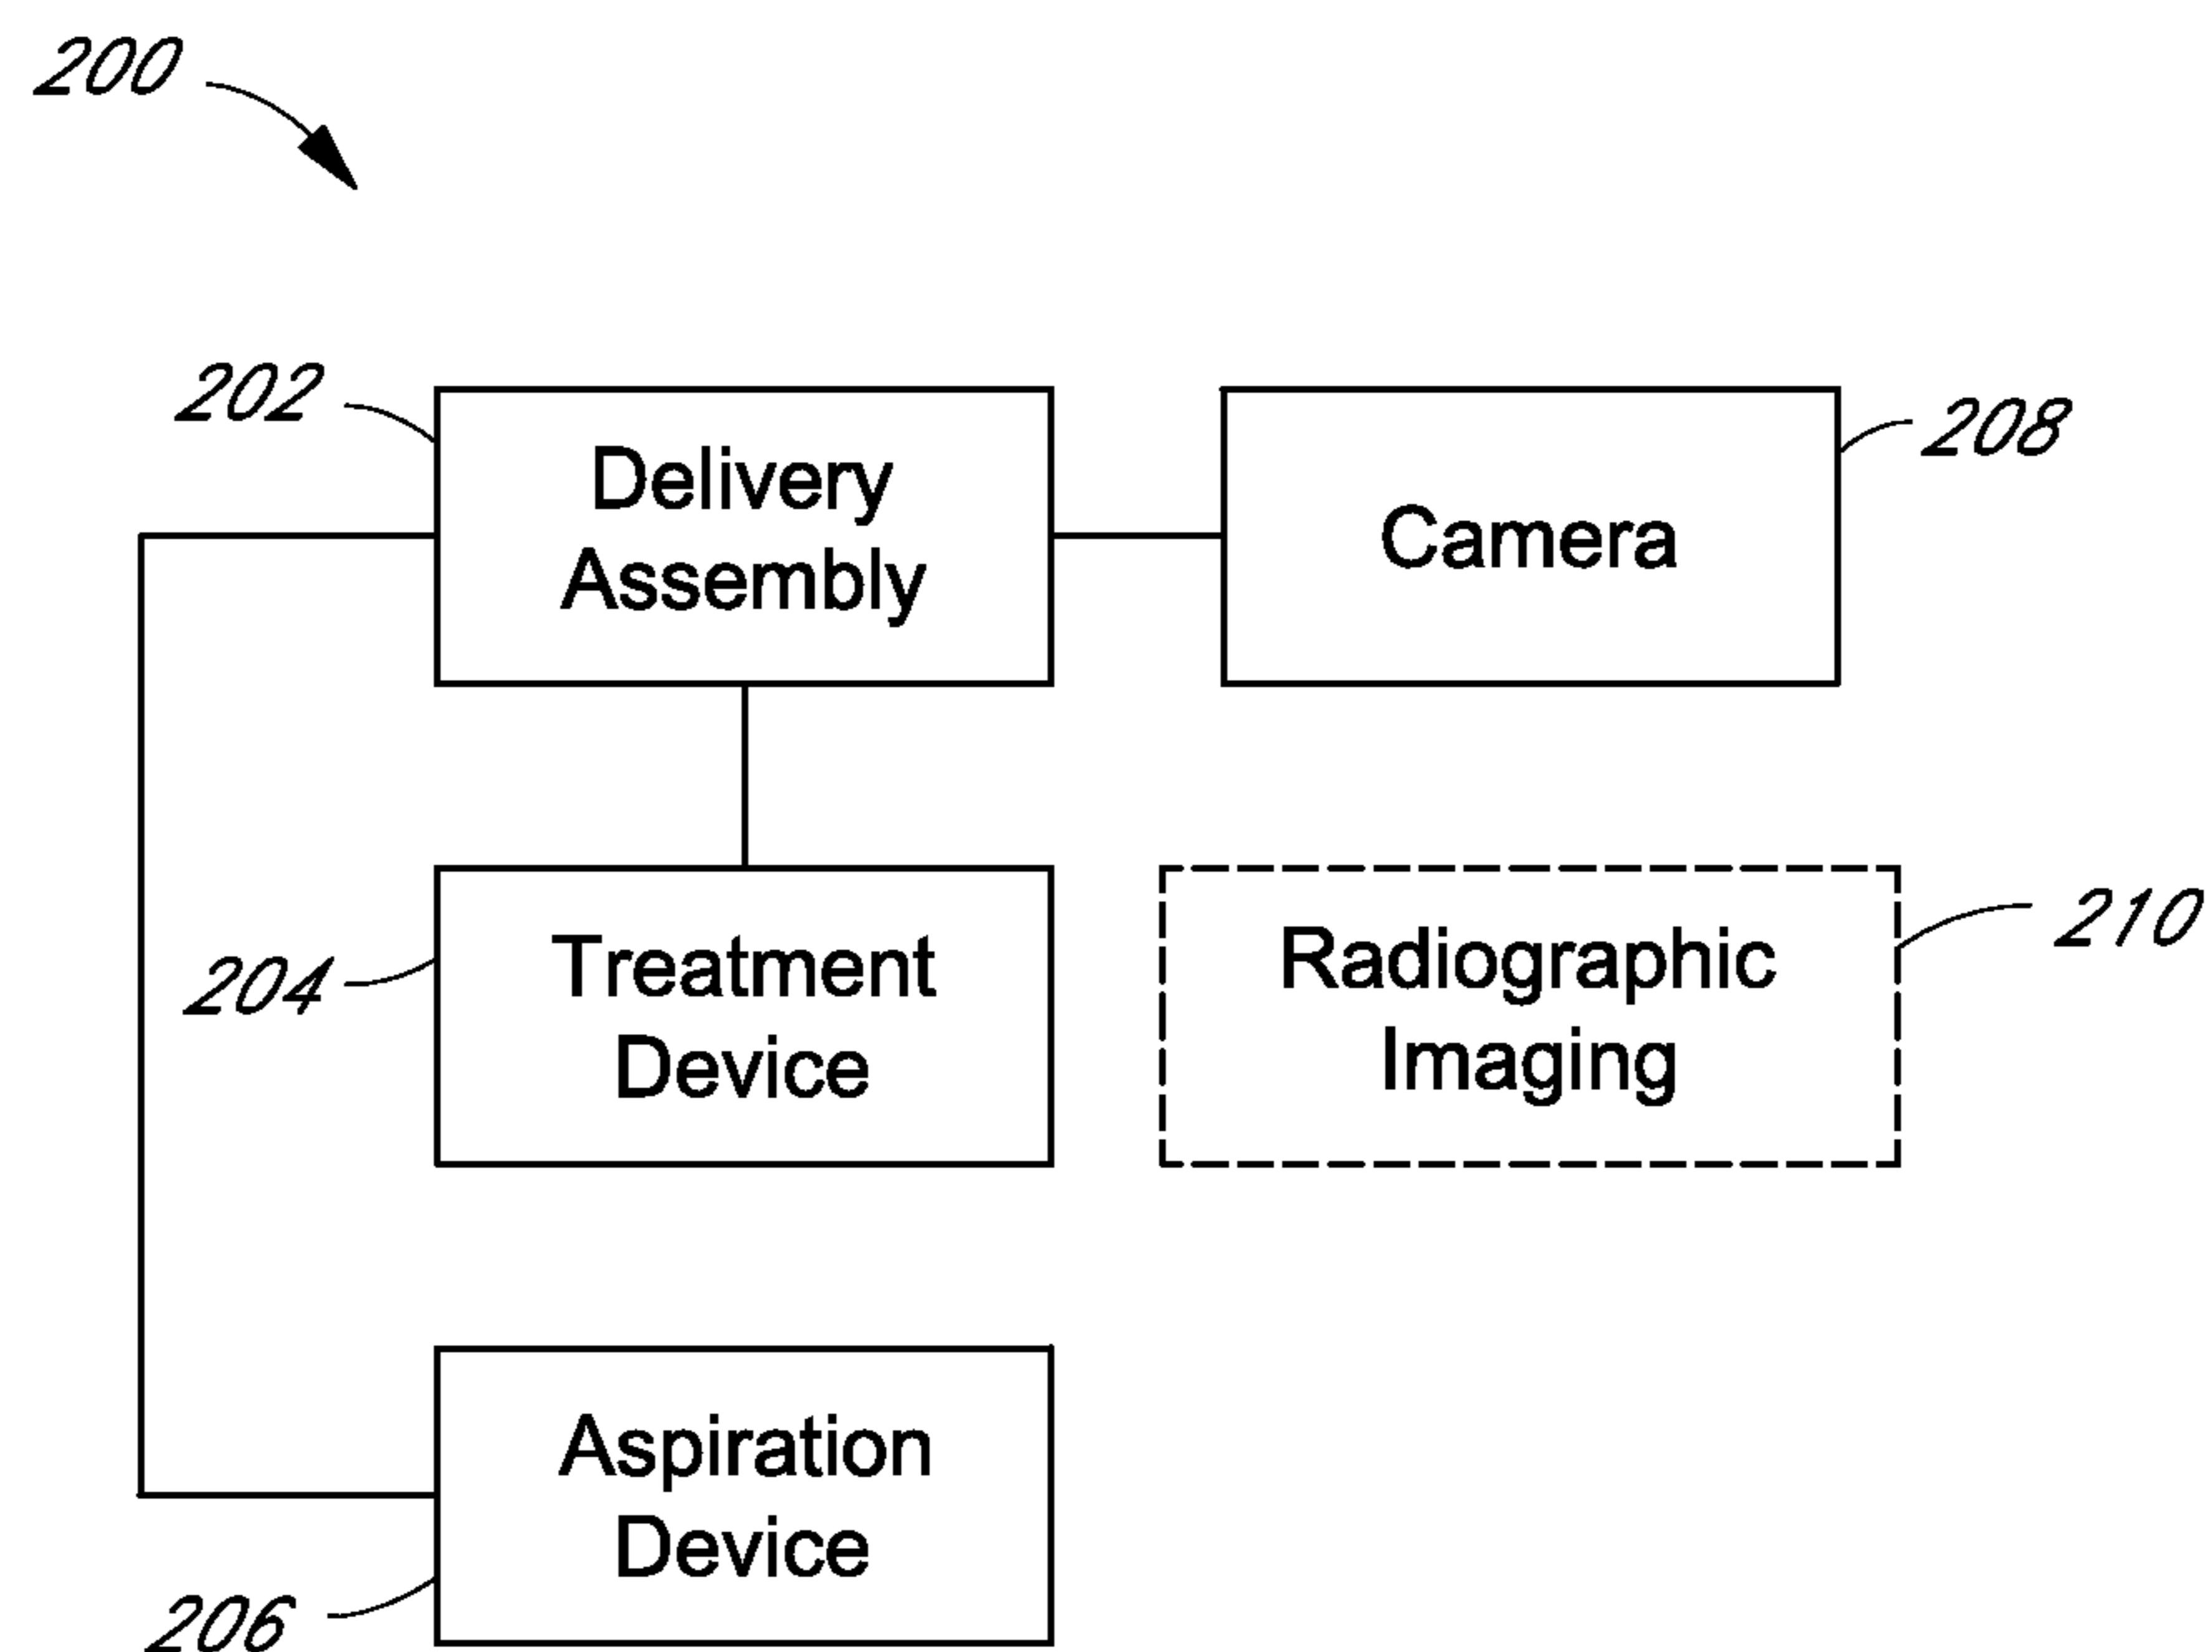 200
202
Delivery
Assembly
Camera
208
204
Treatment
Device
Radiographic
Imaging
210
Aspiration
Device
206